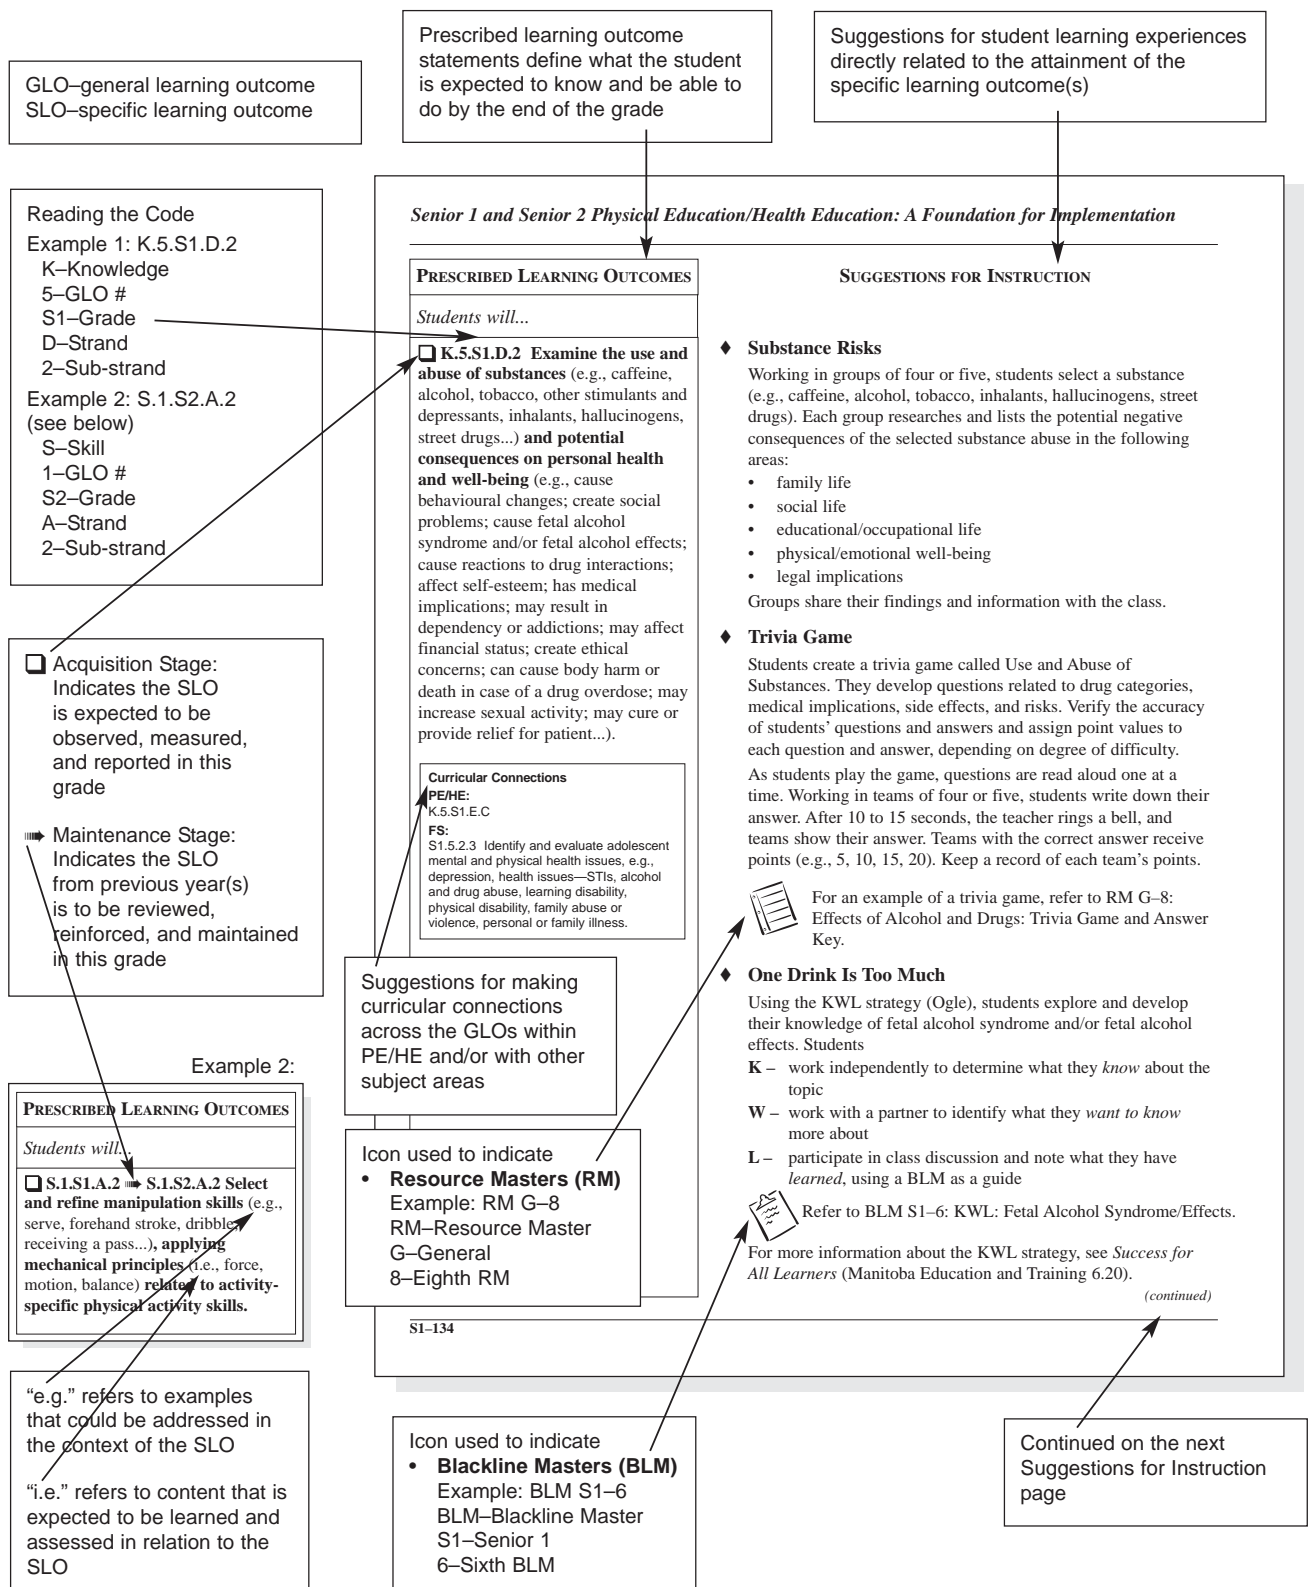 GLO–general learning outcome
SLO–specific learning outcome
Prescribed learning outcome
statements define what the student
is expected to know and be able to
do by the end of the grade
Suggestions for student learning experiences
directly related to the attainment of the
specific learning outcome(s)
Reading the Code
Example 1: K.5.S1.D.2
K–Knowledge
5–GLO #
S1–Grade
D–Strand
2–Sub-strand
Example 2: S.1.S2.A.2
(see below)
S–Skill
1–GLO #
S2–Grade
A–Strand
2–Sub-strand
❏ Acquisition Stage:
Indicates the SLO
is expected to be
observed, measured,
and reported in this
grade
➠ Maintenance Stage:
Indicates the SLO
from previous year(s)
is to be reviewed,
reinforced, and maintained
in this grade
Example 2:
PRESCRIBED LEARNING OUTCOMES
Students will...
❏ S.1.S1.A.2 ➠ S.1.S2.A.2 Select
and refine manipulation skills (e.g.,
serve, forehand stroke, dribble,
receiving a pass...), applying
mechanical principles (i.e., force,
motion, balance) related to activity-
specific physical activity skills.
"e.g." refers to examples
that could be addressed in
the context of the SLO
"i.e." refers to content that is
expected to be learned and
assessed in relation to the
SLO
Senior 1 and Senior 2 Physical Education/Health Education: A Foundation for Implementation
PRESCRIBED LEARNING OUTCOMES
Students will...
❏ K.5.S1.D.2 Examine the use and
abuse of substances (e.g., caffeine,
alcohol, tobacco, other stimulants and
depressants, inhalants, hallucinogens,
street drugs...) and potential
consequences on personal health
and well-being (e.g., cause
behavioural changes; create social
problems; cause fetal alcohol
syndrome and/or fetal alcohol effects;
cause reactions to drug interactions;
affect self-esteem; has medical
implications; may result in
dependency or addictions; may affect
financial status; create ethical
concerns; can cause body harm or
death in case of a drug overdose; may
increase sexual activity; may cure or
provide relief for patient...).
Curricular Connections
PE/HE:
K.5.S1.E.C
FS:
S1.5.2.3 Identify and evaluate adolescent
mental and physical health issues, e.g.,
depression, health issues—STIs, alcohol
and drug abuse, learning disability,
physical disability, family abuse or
violence, personal or family illness.
Suggestions for making
curricular connections
across the GLOs within
PE/HE and/or with other
subject areas
Icon used to indicate
• Resource Masters (RM)
Example: RM G–8
RM–Resource Master
G–General
8–Eighth RM
SUGGESTIONS FOR INSTRUCTION
♦ Substance Risks
Working in groups of four or five, students select a substance
(e.g., caffeine, alcohol, tobacco, inhalants, hallucinogens, street
drugs). Each group researches and lists the potential negative
consequences of the selected substance abuse in the following
areas:
• family life
• social life
• educational/occupational life
• physical/emotional well-being
• legal implications
Groups share their findings and information with the class.
♦ Trivia Game
Students create a trivia game called Use and Abuse of
Substances. They develop questions related to drug categories,
medical implications, side effects, and risks. Verify the accuracy
of students' questions and answers and assign point values to
each question and answer, depending on degree of difficulty.
As students play the game, questions are read aloud one at a
time. Working in teams of four or five, students write down their
answer. After 10 to 15 seconds, the teacher rings a bell, and
teams show their answer. Teams with the correct answer receive
points (e.g., 5, 10, 15, 20). Keep a record of each team's points.
For an example of a trivia game, refer to RM G–8:
Effects of Alcohol and Drugs: Trivia Game and Answer
Key.
♦ One Drink Is Too Much
Using the KWL strategy (Ogle), students explore and develop
their knowledge of fetal alcohol syndrome and/or fetal alcohol
effects. Students
K – work independently to determine what they know about the
topic
W – work with a partner to identify what they want to know
more about
L – participate in class discussion and note what they have
learned, using a BLM as a guide
Refer to BLM S1–6: KWL: Fetal Alcohol Syndrome/Effects.
For more information about the KWL strategy, see Success for
All Learners (Manitoba Education and Training 6.20).
(continued)
S1–134
Icon used to indicate
• Blackline Masters (BLM)
Example: BLM S1–6
BLM–Blackline Master
S1–Senior 1
6–Sixth BLM
Continued on the next
Suggestions for Instruction
page